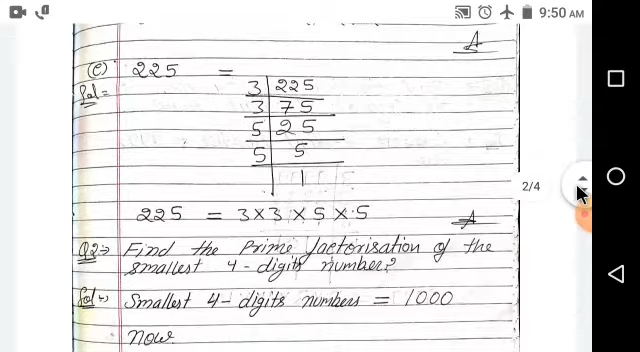 9:50 AM
A
(c) 225 =
Sol=
3 225
3 75
5 25
5 5
1
2/4
225 = 3×3×5×5 A
Q2⇒ Find the Prime factorisation of the
smallest 4-digits number?
Sol⇒ Smallest 4-digits numbers = 1000
Now